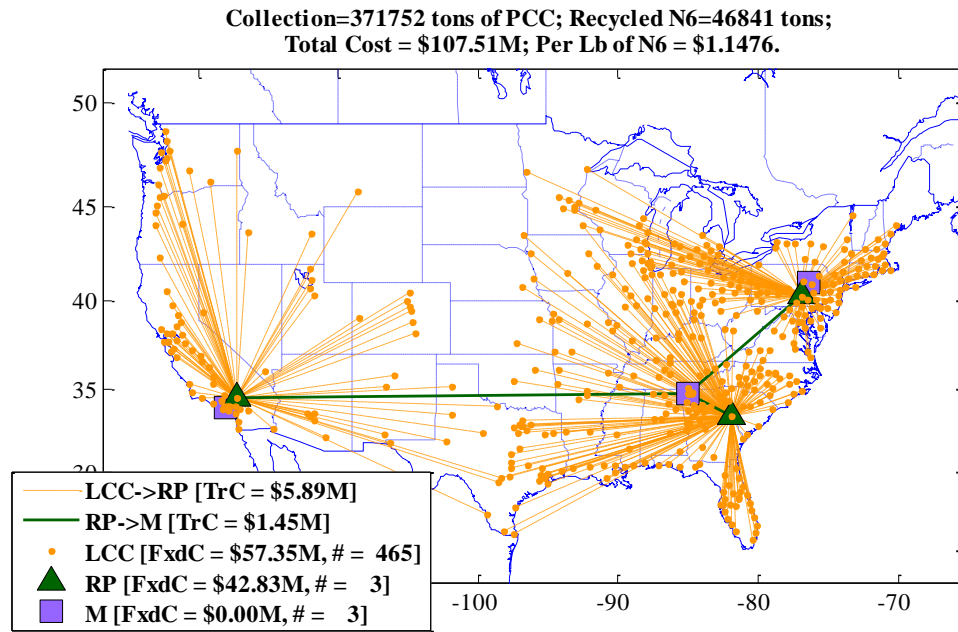 Collection=371752 tons of PCC; Recycled N6=46841 tons;
Total Cost = $107.51M; Per Lb of N6 = $1.1476.
50
45
40
35
30
LCC->RP [TrC = $5.89M]
RP->M [TrC = $1.45M]
LCC [FxdC = $57.35M, # = 465]
RP [FxdC = $42.83M, # = 3]
M [FxdC = $0.00M, # = 3]
-100
-90
-80
-70